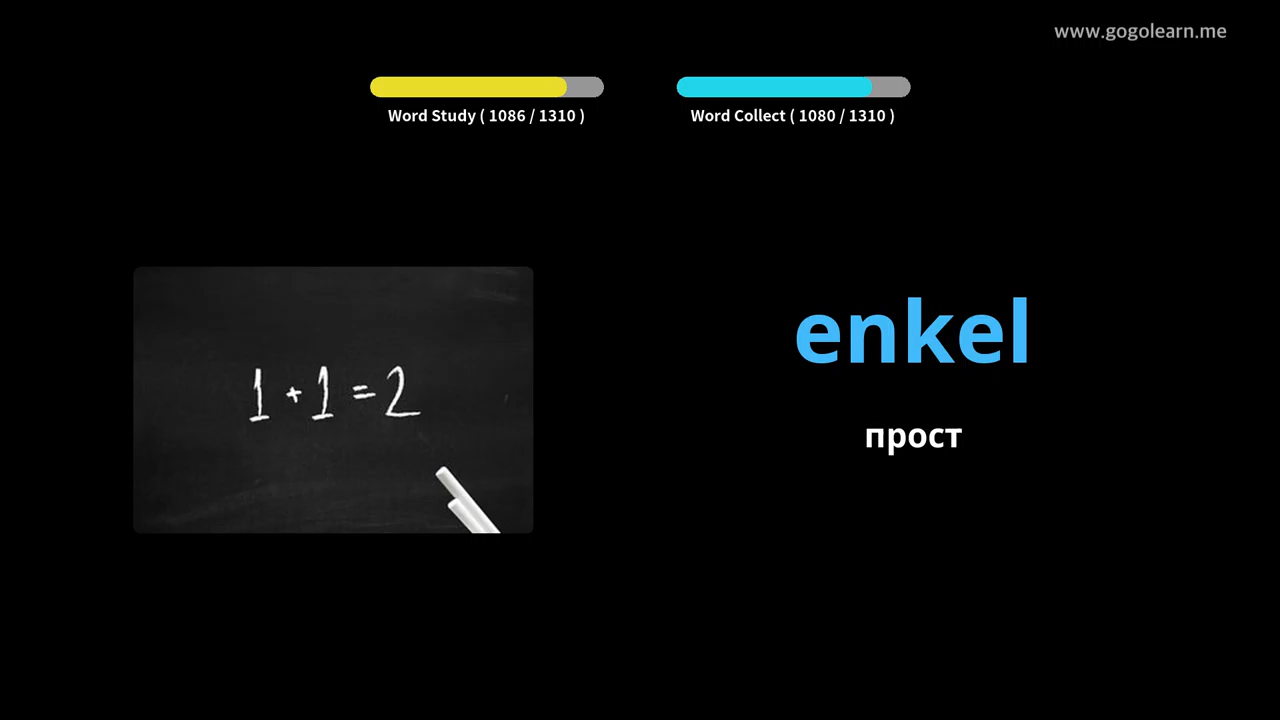 www.gogolearn.me
Word Study ( 1086 / 1310 )
Word Collect ( 1080 / 1310 )
1 + 1 = 2
enkel
прост